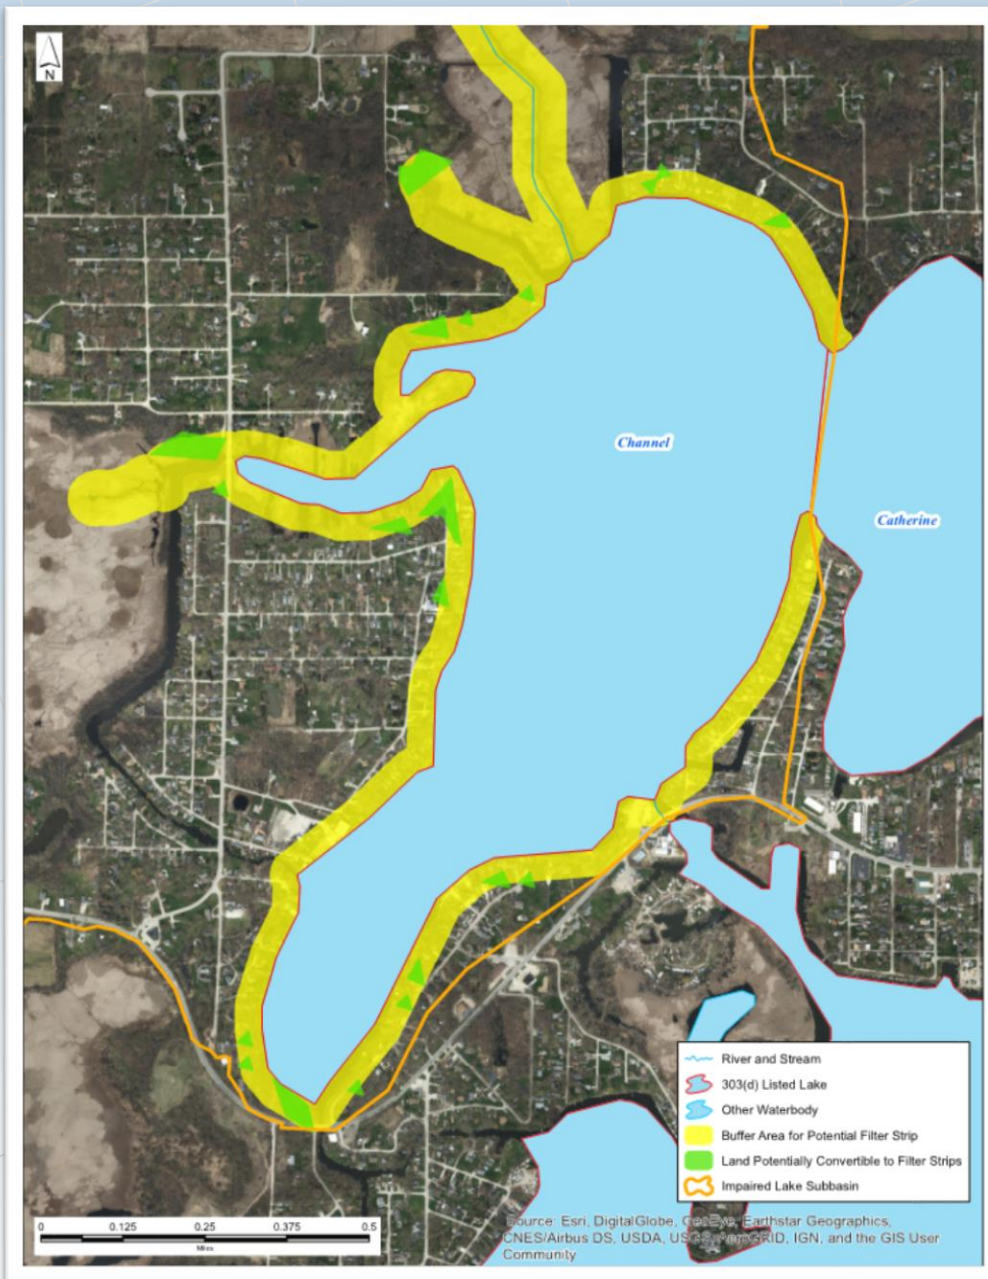 N
Channel
Catherine
River and Stream
303(d) Listed Lake
Other Waterbody
Buffer Area for Potential Filter Strip
Land Potentially Convertible to Filter Strips
Impaired Lake Subbasin
0 0.125 0.25 0.375 0.5
Miles
Source: Esri, DigitalGlobe, GeoEye, Earthstar Geographics,
CNES/Airbus DS, USDA, USGS, AeroGRID, IGN, and the GIS User
Community